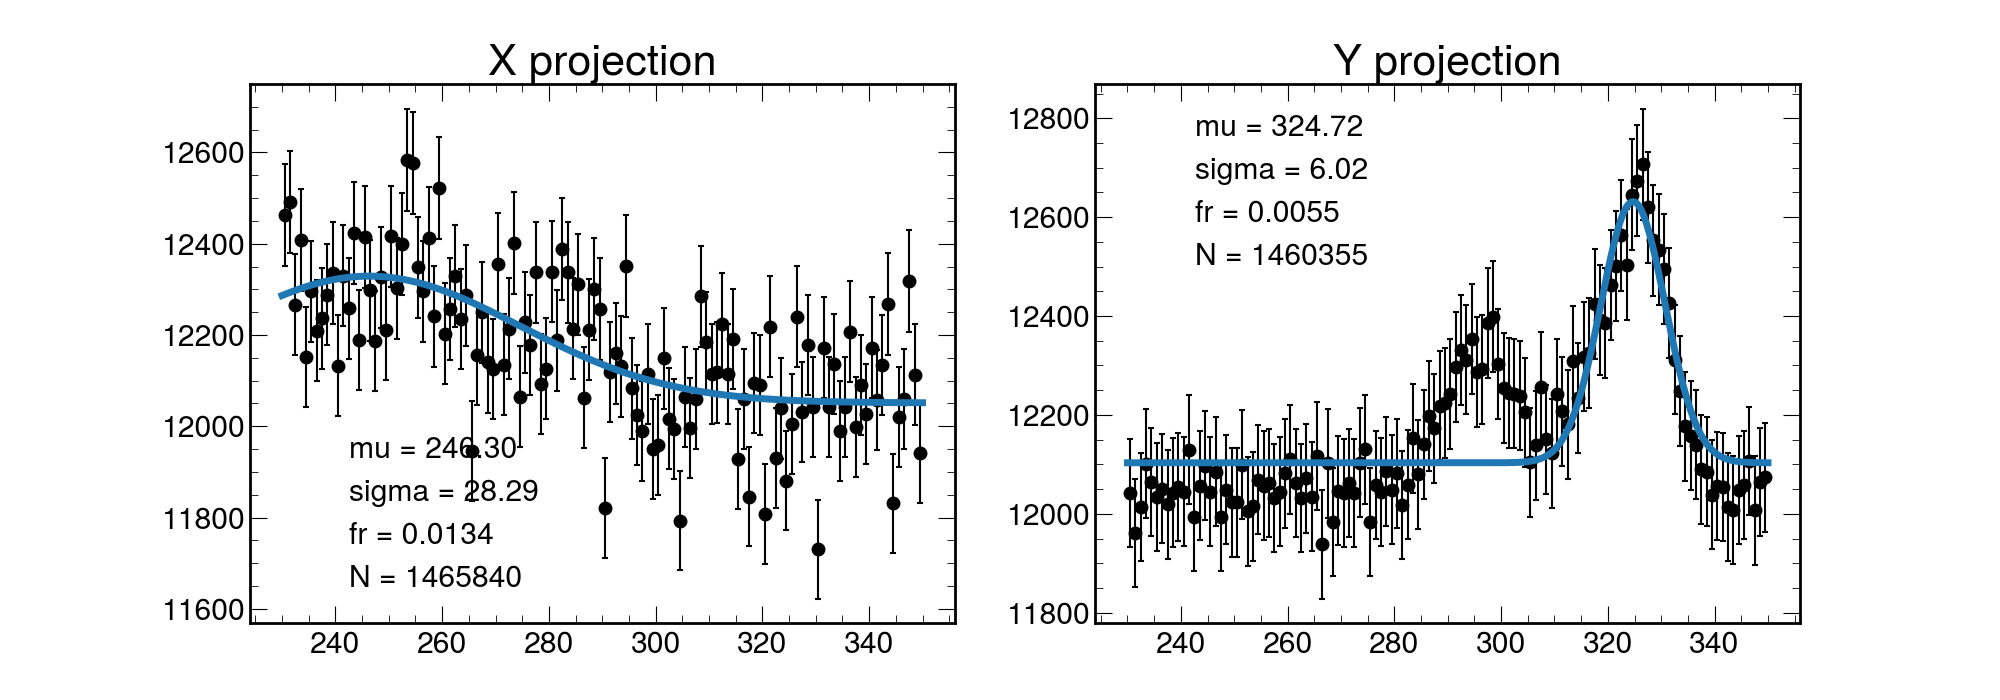 X projection
12600
12400
12200
12000
11800
11600
mu = 246.30
sigma = 28.29
fr = 0.0134
N = 1465840
240 260 280 300 320 340
Y projection
12800
12600
12400
12200
12000
11800
mu = 324.72
sigma = 6.02
fr = 0.0055
N = 1460355
240 260 280 300 320 340